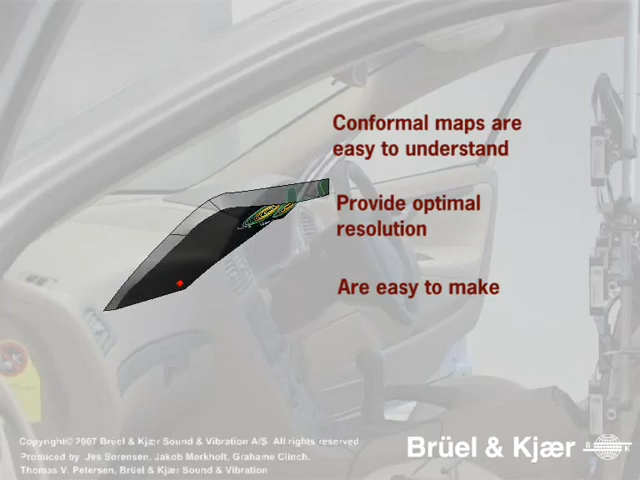 Conformal maps are
easy to understand
Provide optimal
resolution
Are easy to make
Copyright© 2007 Brüel & Kjær Sound & Vibration A/S. All rights reserved.
Produced by Jes Sørensen, Jakob Mørkholt, Grahame Clinch,
Thomas V. Petersen, Brüel & Kjær Sound & Vibration
Brüel & Kjær
B K